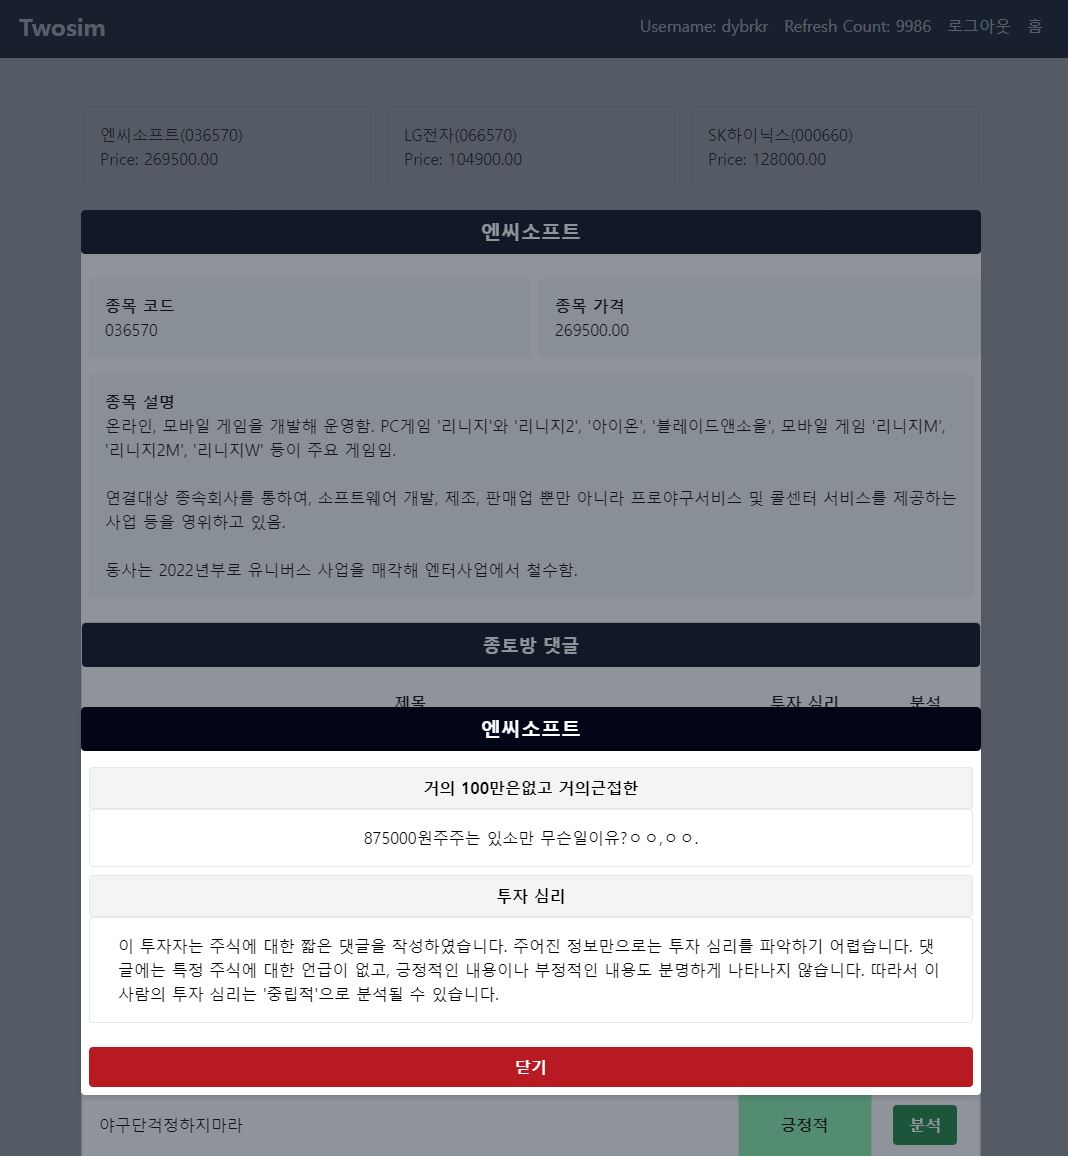 Twosim
Username: dybrkr Refresh Count: 9986 로그아웃 홈
엔씨소프트(036570)
Price: 269500.00
LG전자(066570)
Price: 104900.00
SK하이닉스(000660)
Price: 128000.00
엔씨소프트
종목 코드
036570
종목 가격
269500.00
종목 설명
온라인, 모바일 게임을 개발해 운영함. PC게임 '리니지'와 '리니지2', '아이온', '블레이드앤소울', 모바일 게임 '리니지M',
'리니지2M', '리니지W' 등이 주요 게임임.
연결대상 종속회사를 통하여, 소프트웨어 개발, 제조, 판매업 뿐만 아니라 프로야구서비스 및 콜센터 서비스를 제공하는
사업 등을 영위하고 있음.
동사는 2022년부로 유니버스 사업을 매각해 엔터사업에서 철수함.
종토방 댓글
제목 투자 심리 분석
엔씨소프트
거의 100만은없고 거의근접한
875000원주주는 있소만 무슨일이유?ㅇㅇ,ㅇㅇ.
투자 심리
이 투자자는 주식에 대한 짧은 댓글을 작성하였습니다. 주어진 정보만으로는 투자 심리를 파악하기 어렵습니다. 댓
글에는 특정 주식에 대한 언급이 없고, 긍정적인 내용이나 부정적인 내용도 분명하게 나타나지 않습니다. 따라서 이
사람의 투자 심리는 '중립적'으로 분석될 수 있습니다.
닫기
야구단걱정하지마라 긍정적 분석